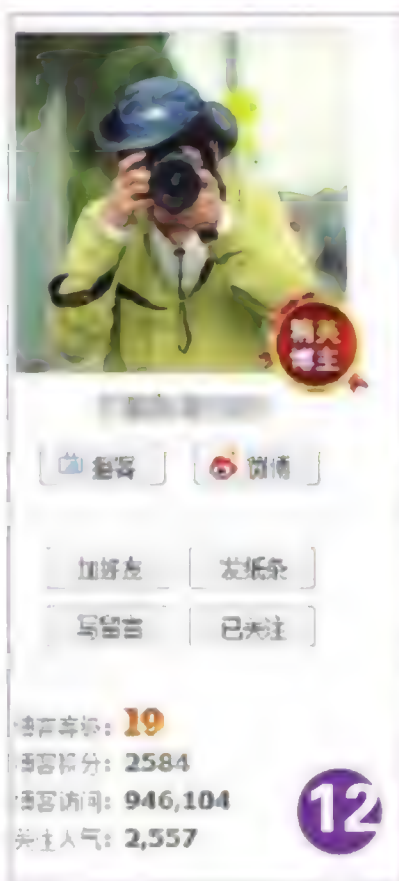 精英
博主
播客 微博
加好友 发纸条
写留言 已关注
博客等级：19
博客积分：2584
博客访问：946,104
关注人气：2,557
12